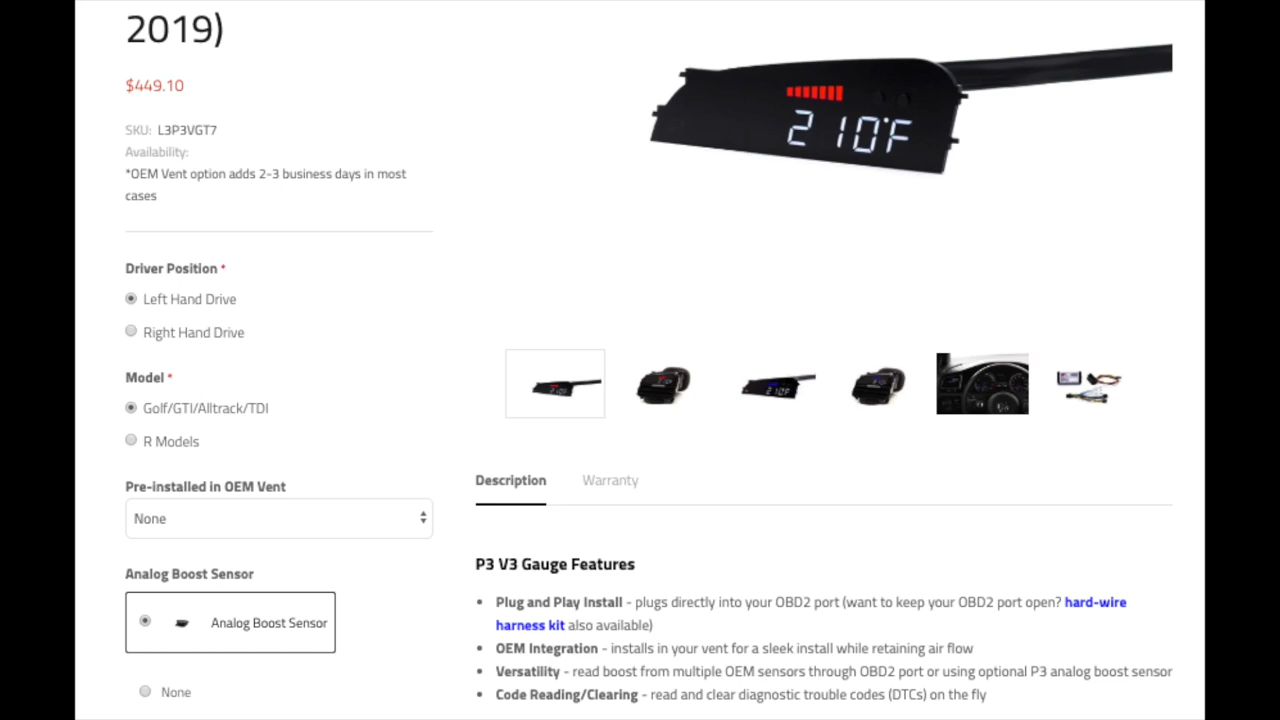 2019)
$449.10
SKU: L3P3VGT7
Availability:
*OEM Vent option adds 2-3 business days in most
cases
Driver Position *
Left Hand Drive
Right Hand Drive
Model *
Golf/GTI/Alltrack/TDI
R Models
Pre-installed in OEM Vent
None
Analog Boost Sensor
Analog Boost Sensor
None
210°F
Description
Warranty
P3 V3 Gauge Features
• Plug and Play Install - plugs directly into your OBD2 port (want to keep your OBD2 port open? hard-wire
harness kit also available)
• OEM Integration - installs in your vent for a sleek install while retaining air flow
• Versatility - read boost from multiple OEM sensors through OBD2 port or using optional P3 analog boost sensor
• Code Reading/Clearing - read and clear diagnostic trouble codes (DTCs) on the fly